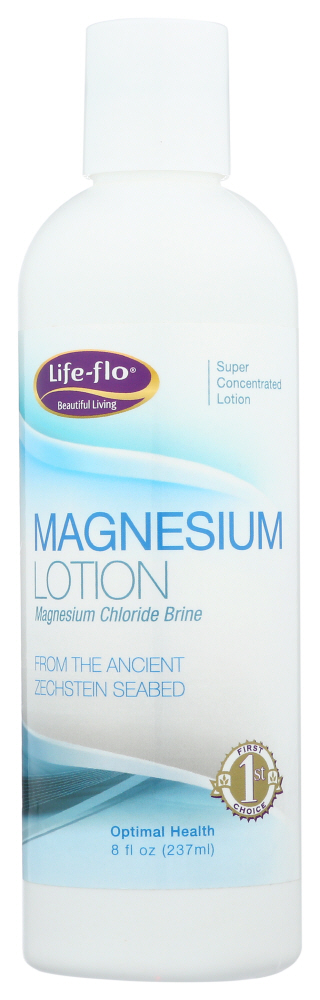 Life-flo®
Beautiful Living
Super
Concentrated
Lotion
MAGNESIUM
LOTION
Magnesium Chloride Brine
FROM THE ANCIENT
ZECHSTEIN SEABED
FIRST
1st
CHOICE
Optimal Health
8 fl oz (237ml)